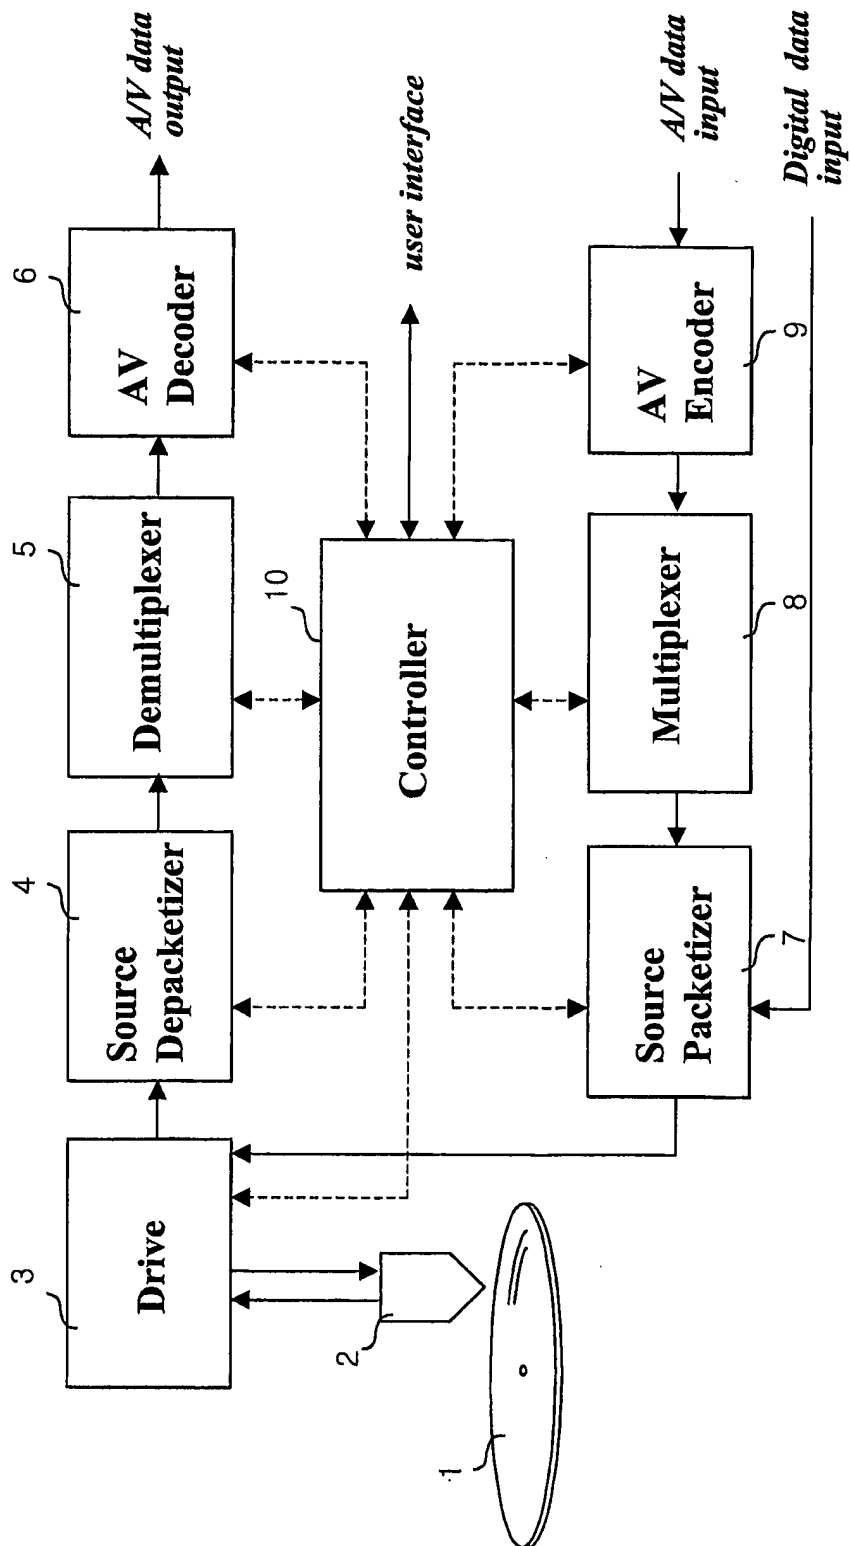 3
Drive
4
Source
Depacketizer
5
Demultiplexer
6
AV
Decoder
A/V data
output
2
1
10
Controller
user interface
Source
Packetizer
7
Multiplexer
8
AV
Encoder
9
A/V data
input
Digital data
input